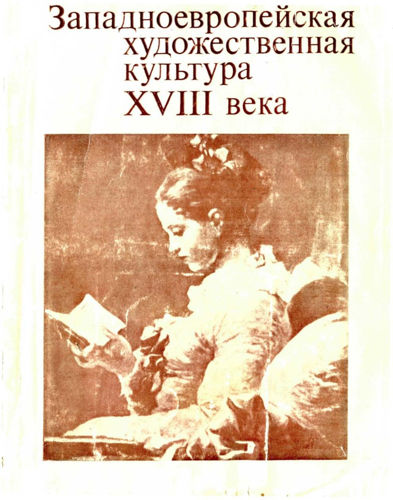 Западноевропейская
художественная
культура
XVIII века